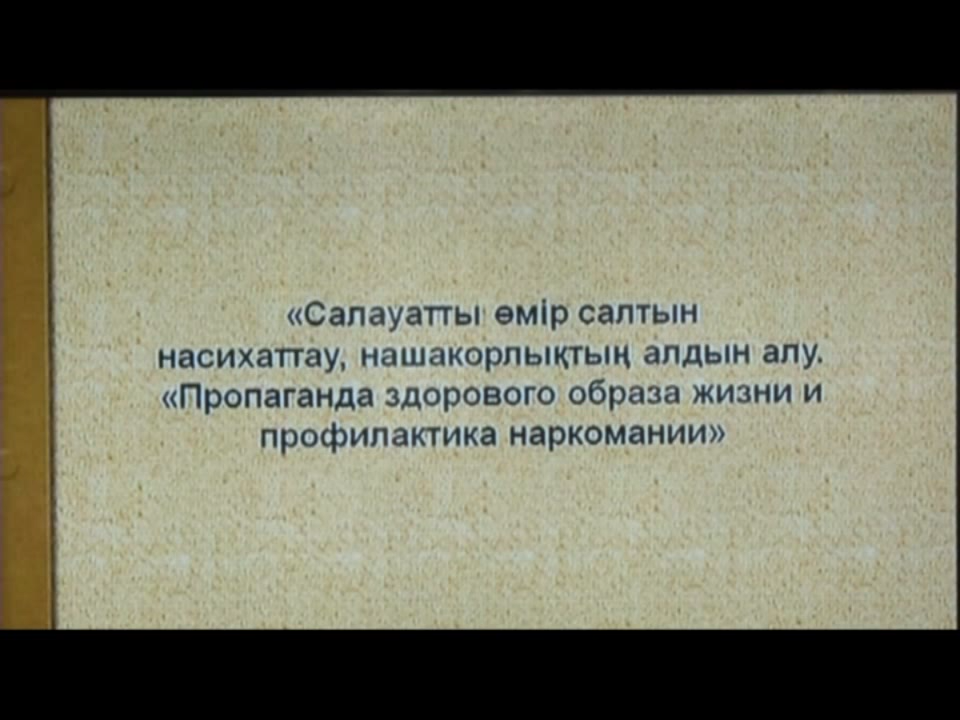 «Салауатты өмір салтын
насихаттау, нашакорлықтың алдын алу.
«Пропаганда здорового образа жизни и
профилактика наркомании»